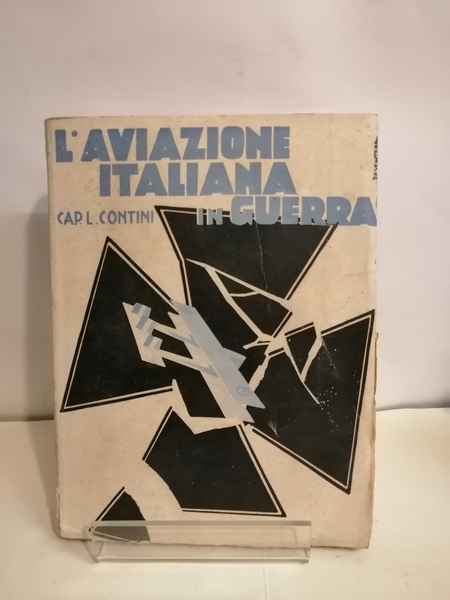 L'AVIAZIONE
ITALIANA
IN GUERRA
CAP. L. CONTINI